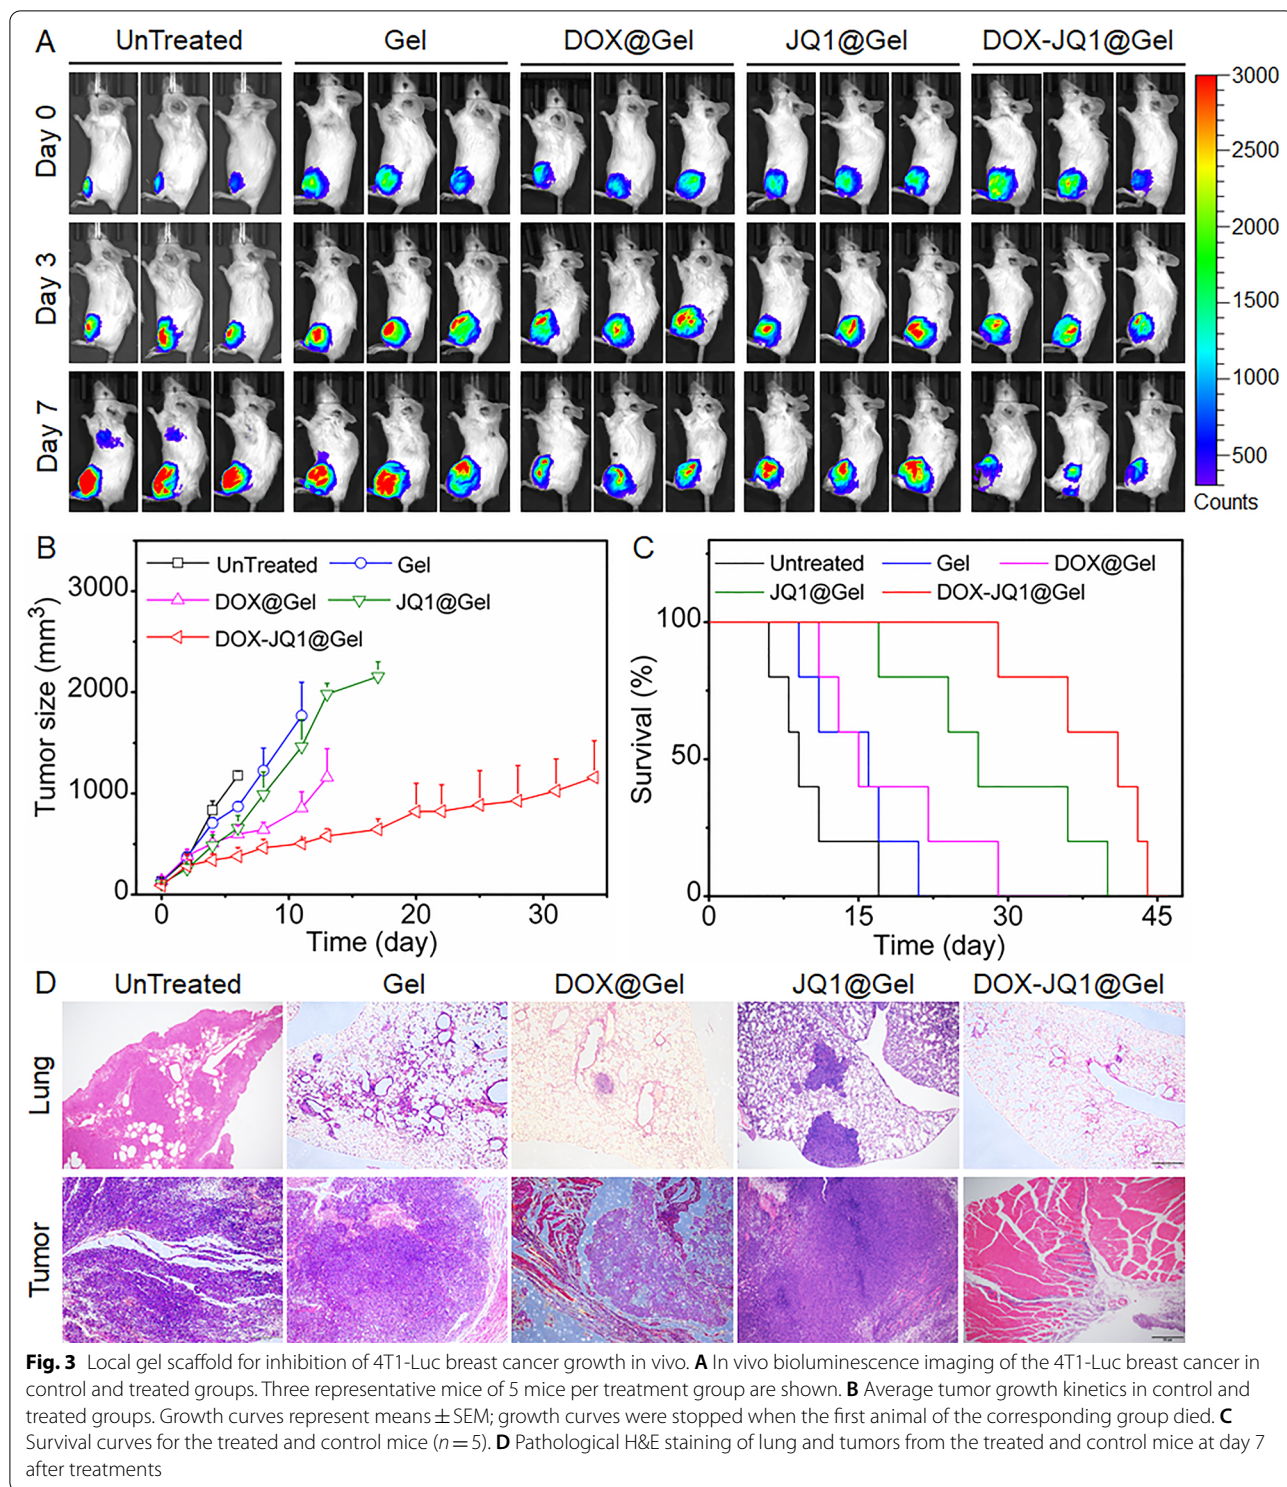 A
UnTreated
Gel
DOX@Gel
JQ1@Gel
DOX-JQ1@Gel
Day 0
Day 3
Day 7
3000
2500
2000
1500
1000
500
Counts
B
UnTreated
Gel
DOX@Gel
JQ1@Gel
DOX-JQ1@Gel
Tumor size (mm³)
3000
2000
1000
0
0
10
20
30
Time (day)
C
Untreated
Gel
DOX@Gel
JQ1@Gel
DOX-JQ1@Gel
Survival (%)
100
50
0
0
15
30
45
Time (day)
D
UnTreated
Gel
DOX@Gel
JQ1@Gel
DOX-JQ1@Gel
Lung
Tumor
Fig. 3 Local gel scaffold for inhibition of 4T1-Luc breast cancer growth in vivo. A In vivo bioluminescence imaging of the 4T1-Luc breast cancer in
control and treated groups. Three representative mice of 5 mice per treatment group are shown. B Average tumor growth kinetics in control and
treated groups. Growth curves represent means ± SEM; growth curves were stopped when the first animal of the corresponding group died. C
Survival curves for the treated and control mice (n = 5). D Pathological H&E staining of lung and tumors from the treated and control mice at day 7
after treatments